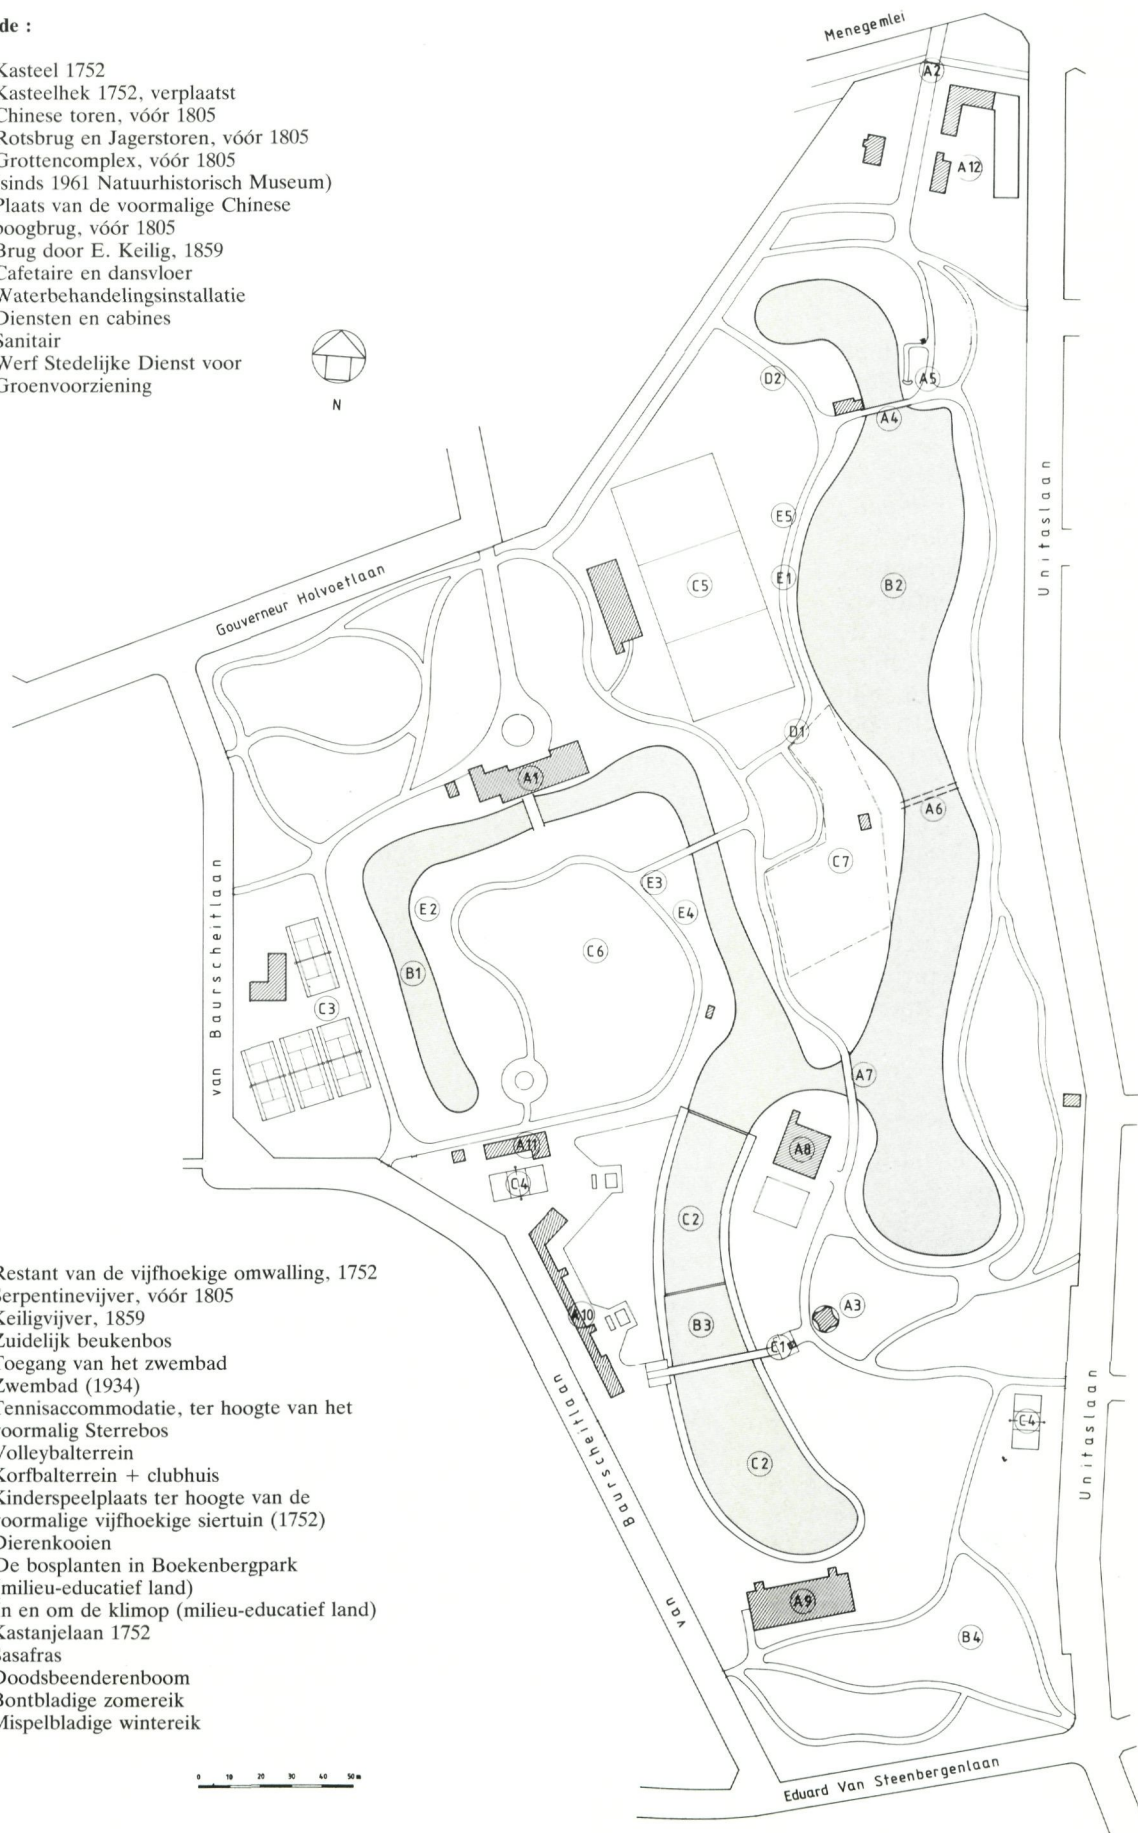 de :
Kasteel 1752
Kasteelhek 1752, verplaatst
Chinese toren, vóór 1805
Rotsbrug en Jagerstoren, vóór 1805
Grottencomplex, vóór 1805
sinds 1961 Natuurhistorisch Museum)
Plaats van de voormalige Chinese
boogbrug, vóór 1805
Brug door E. Keilig, 1859
Cafetaire en dansvloer
Waterbehandelingsinstallatie
Diensten en cabines
Sanitair
Werf Stedelijke Dienst voor
Groenvoorziening
N
Menegemlei
A2
A12
D2
A5
A4
E5
E1
C5
B2
Unitaslaan
Gouverneur Holvoetlaan
D1
A1
A6
C7
E3
E2
E4
C6
B1
C3
van Baurscheitlaan
A7
A11
A8
C4
C2
A10
B3
A3
C1
C4
C2
van Baurscheitlaan
Unitaslaan
A9
B4
Eduard Van Steenbergenlaan
Restant van de vijfhoekige omwalling, 1752
Serpentinevijver, vóór 1805
Keiligvijver, 1859
Zuidelijk beukenbos
Toegang van het zwembad
Zwembad (1934)
Tennisaccommodatie, ter hoogte van het
voormalig Sterrebos
Volleybalterrein
Korfbalterrein + clubhuis
Kinderspeelplaats ter hoogte van de
voormalige vijfhoekige siertuin (1752)
Dierenkooien
De bosplanten in Boekenbergpark
milieu-educatief land)
In en om de klimop (milieu-educatief land)
Kastanjelaan 1752
Sasafras
Doodsbeenderenboom
Bontbladige zomereik
Mispelbladige wintereik
0 10 20 30 40 50 m